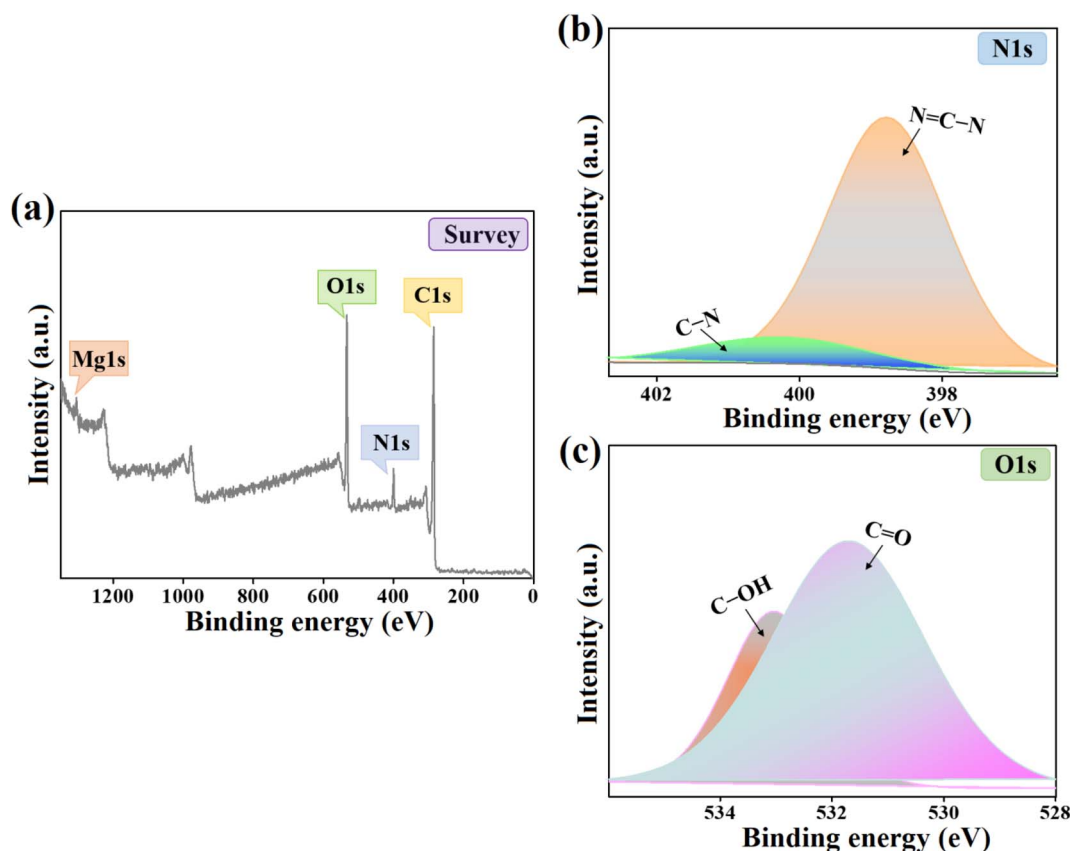 (a)
Survey
O1s
C1s
Mg1s
N1s
Intensity (a.u.)
1200 1000 800 600 400 200 0
Binding energy (eV)
(b)
N1s
N=C-N
C-N
Intensity (a.u.)
402 400 398
Binding energy (eV)
(c)
O1s
C=O
C-OH
Intensity (a.u.)
534 532 530 528
Binding energy (eV)